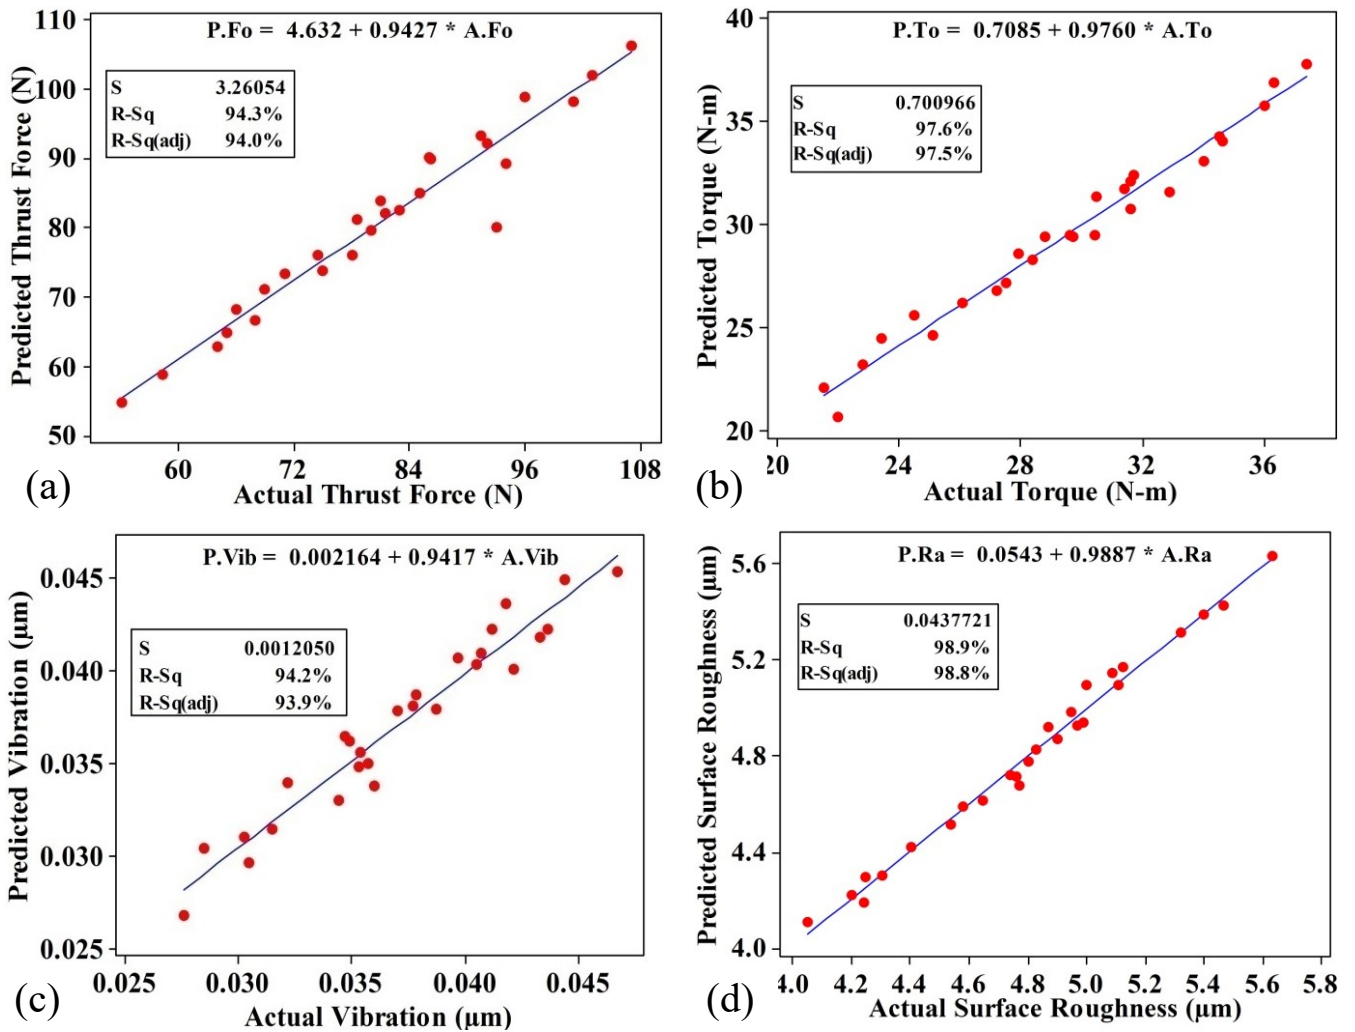 P.Fo = 4.632 + 0.9427 * A.Fo
S 3.26054
R-Sq 94.3%
R-Sq(adj) 94.0%
Predicted Thrust Force (N)
110
100
90
80
70
60
50
60 72 84 96 108
Actual Thrust Force (N)
(a)
P.To = 0.7085 + 0.9760 * A.To
S 0.700966
R-Sq 97.6%
R-Sq(adj) 97.5%
Predicted Torque (N-m)
40
35
30
25
20
20 24 28 32 36
Actual Torque (N-m)
(b)
P.Vib = 0.002164 + 0.9417 * A.Vib
S 0.0012050
R-Sq 94.2%
R-Sq(adj) 93.9%
Predicted Vibration (μm)
0.045
0.040
0.035
0.030
0.025
0.025 0.030 0.035 0.040 0.045
Actual Vibration (μm)
(c)
P.Ra = 0.0543 + 0.9887 * A.Ra
S 0.0437721
R-Sq 98.9%
R-Sq(adj) 98.8%
Predicted Surface Roughness (μm)
5.6
5.2
4.8
4.4
4.0
4.0 4.2 4.4 4.6 4.8 5.0 5.2 5.4 5.6 5.8
Actual Surface Roughness (μm)
(d)